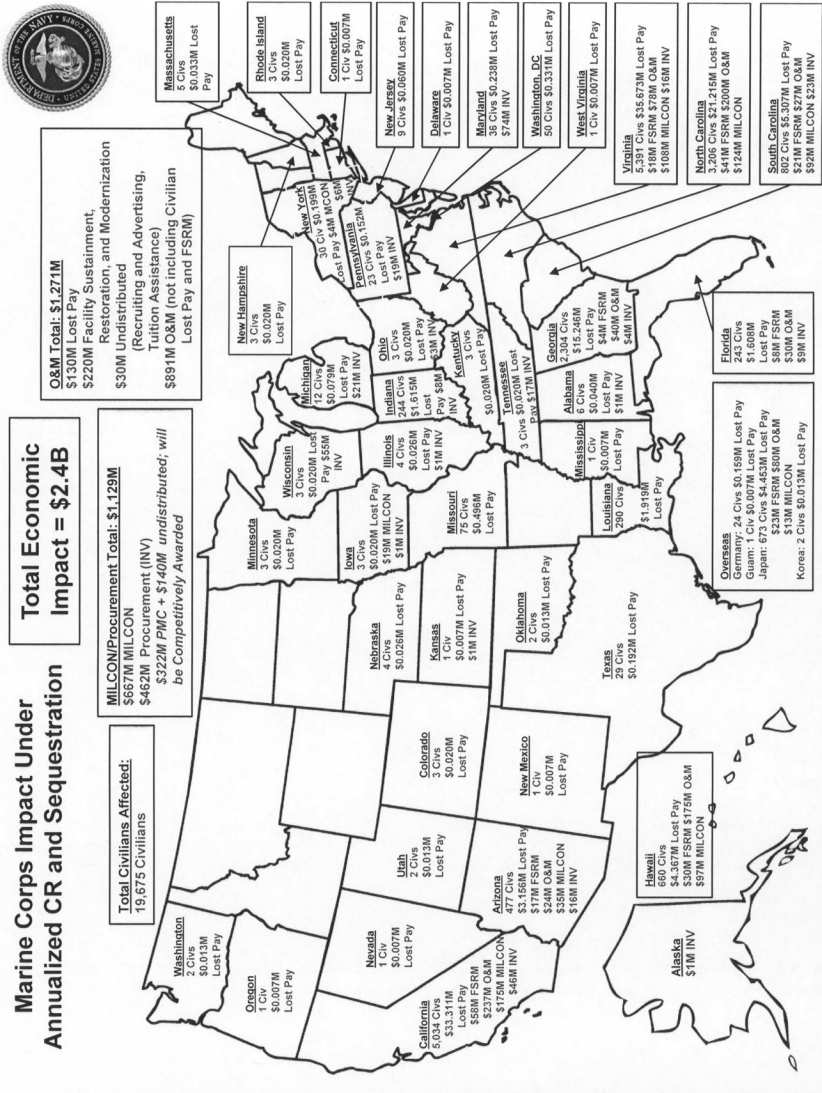 Marine Corps Impact Under
Annualized CR and Sequestration
Total Economic
Impact = $2.4B
DEPARTMENT OF THE NAVY
UNITED STATES MARINE CORPS
Total Civilians Affected:
19,675 Civilians
MILCON/Procurement Total: $1,129M
$667M MILCON
$462M Procurement (INV)
$322M PMC + $140M undistributed; will
be Competitively Awarded
O&M Total: $1,271M
$130M Lost Pay
$220M Facility Sustainment,
Restoration, and Modernization
$30M Undistributed
(Recruiting and Advertising,
Tuition Assistance)
$891M O&M (not including Civilian
Lost Pay and FSRM)
Washington
2 Civs
$0.013M
Lost Pay
Oregon
1 Civ
$0.007M
Lost Pay
California
5,034 Civs
$33.311M
Lost Pay
$58M FSRM
$237M O&M
$175M MILCON
$46M INV
Nevada
1 Civ
$0.007M
Lost Pay
Utah
2 Civs
$0.013M
Lost Pay
Arizona
477 Civs
$3.156M Lost Pay
$17M FSRM
$24M O&M
$35M MILCON
$16M INV
Colorado
3 Civs
$0.020M
Lost Pay
New Mexico
1 Civ
$0.007M
Lost Pay
Nebraska
4 Civs
$0.026M Lost Pay
Kansas
1 Civ
$0.007M Lost Pay
$1M INV
Oklahoma
2 Civs
$0.013M Lost Pay
Texas
29 Civs
$0.192M Lost Pay
Minnesota
3 Civs
$0.020M
Lost Pay
Iowa
3 Civs
$0.020M Lost Pay
$19M MILCON
$1M INV
Missouri
75 Civs
$0.496M
Lost Pay
Louisiana
290 Civs
$1.919M
Lost Pay
Wisconsin
3 Civs
$0.020M Lost
Pay $55M
INV
Illinois
4 Civs
$0.026M
Lost Pay
$1M INV
Mississippi
1 Civ
$0.007M
Lost Pay
Michigan
12 Civs
$0.079M
Lost Pay
$21M INV
Indiana
244 Civs
$1.615M
Lost
Pay $8M
INV
Ohio
3 Civs
$0.020M
Lost Pay
$3M INV
Kentucky
3 Civs
$0.020M Lost Pay
Tennessee
3 Civs $0.020M Lost
Pay $17M INV
Alabama
6 Civs
$0.040M
Lost Pay
$1M INV
Georgia
2,304 Civs
$15.246M
Lost Pay
$44M FSRM
$40M O&M
$4M INV
New Hampshire
3 Civs
$0.020M
Lost Pay
New York
30 Civ $0.199M
Lost Pay $4M MCON
$6M
INV
Pennsylvania
23 Civs $0.152M
Lost Pay
$19M INV
Massachusetts
5 Civs
$0.033M Lost
Pay
Rhode Island
3 Civs
$0.020M
Lost Pay
Connecticut
1 Civ $0.007M
Lost Pay
New Jersey
9 Civs $0.060M Lost Pay
Delaware
1 Civ $0.007M Lost Pay
Maryland
36 Civs $0.238M Lost Pay
$74M INV
Washington, DC
50 Civs $0.331M Lost Pay
West Virginia
1 Civ $0.007M Lost Pay
Virginia
5,391 Civs $35.673M Lost Pay
$18M FSRM $78M O&M
$108M MILCON $16M INV
North Carolina
3,206 Civs $21.215M Lost Pay
$41M FSRM $200M O&M
$124M MILCON
South Carolina
802 Civs $5.307M Lost Pay
$21M FSRM $27M O&M
$92M MILCON $23M INV
Florida
243 Civs
$1.608M
Lost Pay
$8M FSRM
$30M O&M
$9M INV
Overseas
Germany: 24 Civs $0.159M Lost Pay
Guam: 1 Civ $0.007M Lost Pay
Japan: 673 Civs $4.453M Lost Pay
$23M FSRM $80M O&M
$13M MILCON
Korea: 2 Civs $0.013M Lost Pay
Hawaii
660 Civs
$4.367M Lost Pay
$30M FSRM $175M O&M
$97M MILCON
Alaska
$1M INV